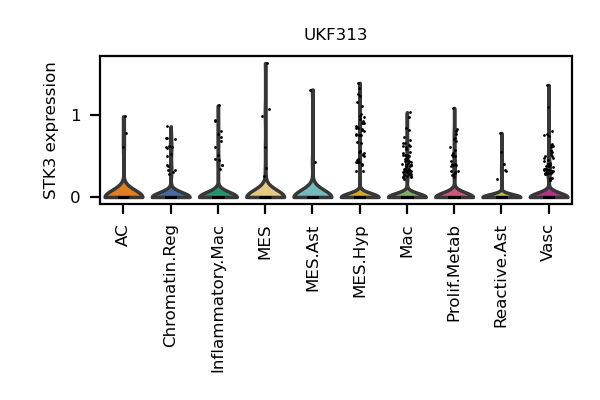 UKF313
STK3 expression
1
0
AC
Chromatin.Reg
Inflammatory.Mac
MES
MES.Ast
MES.Hyp
Mac
Prolif.Metab
Reactive.Ast
Vasc